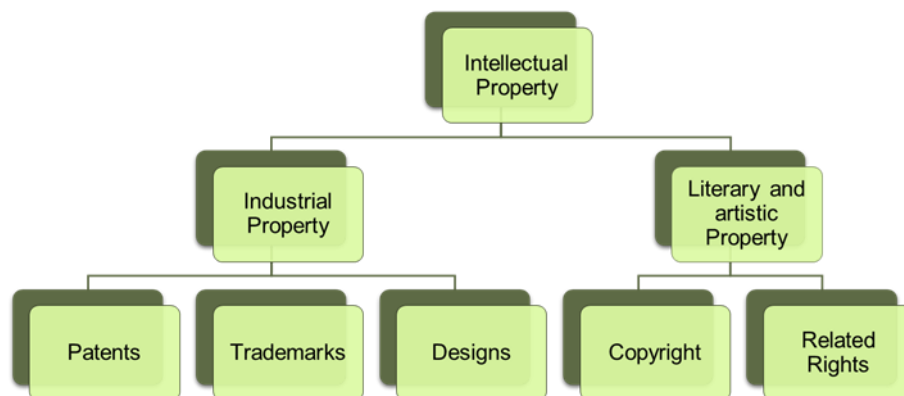 Intellectual
Property
Industrial
Property
Literary and
artistic
Property
Patents
Trademarks
Designs
Copyright
Related
Rights